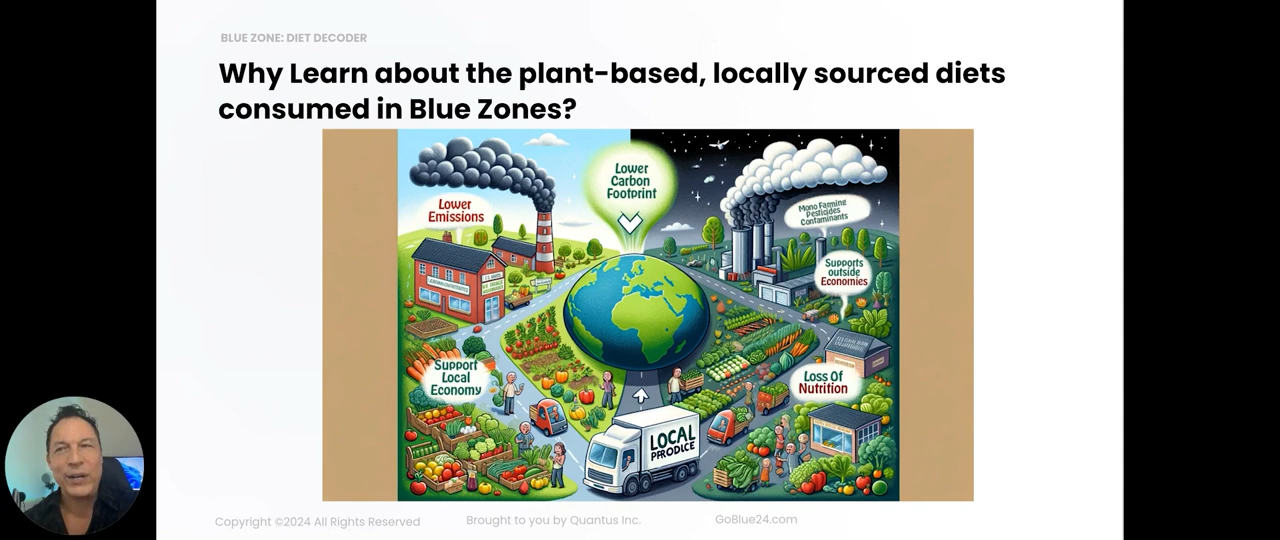 BLUE ZONE: DIET DECODER
Why Learn about the plant-based, locally sourced diets
consumed in Blue Zones?
Lower
Carbon
Footprint
Lower
Emissions
Mono Farming
Pesticides
Contaminants
Supports
outside
Economies
Support
Local
Economy
Loss Of
Nutrition
LOCAL
PRODICE
Copyright ©2024 All Rights Reserved
Brought to you by Quantus Inc.
GoBlue24.com